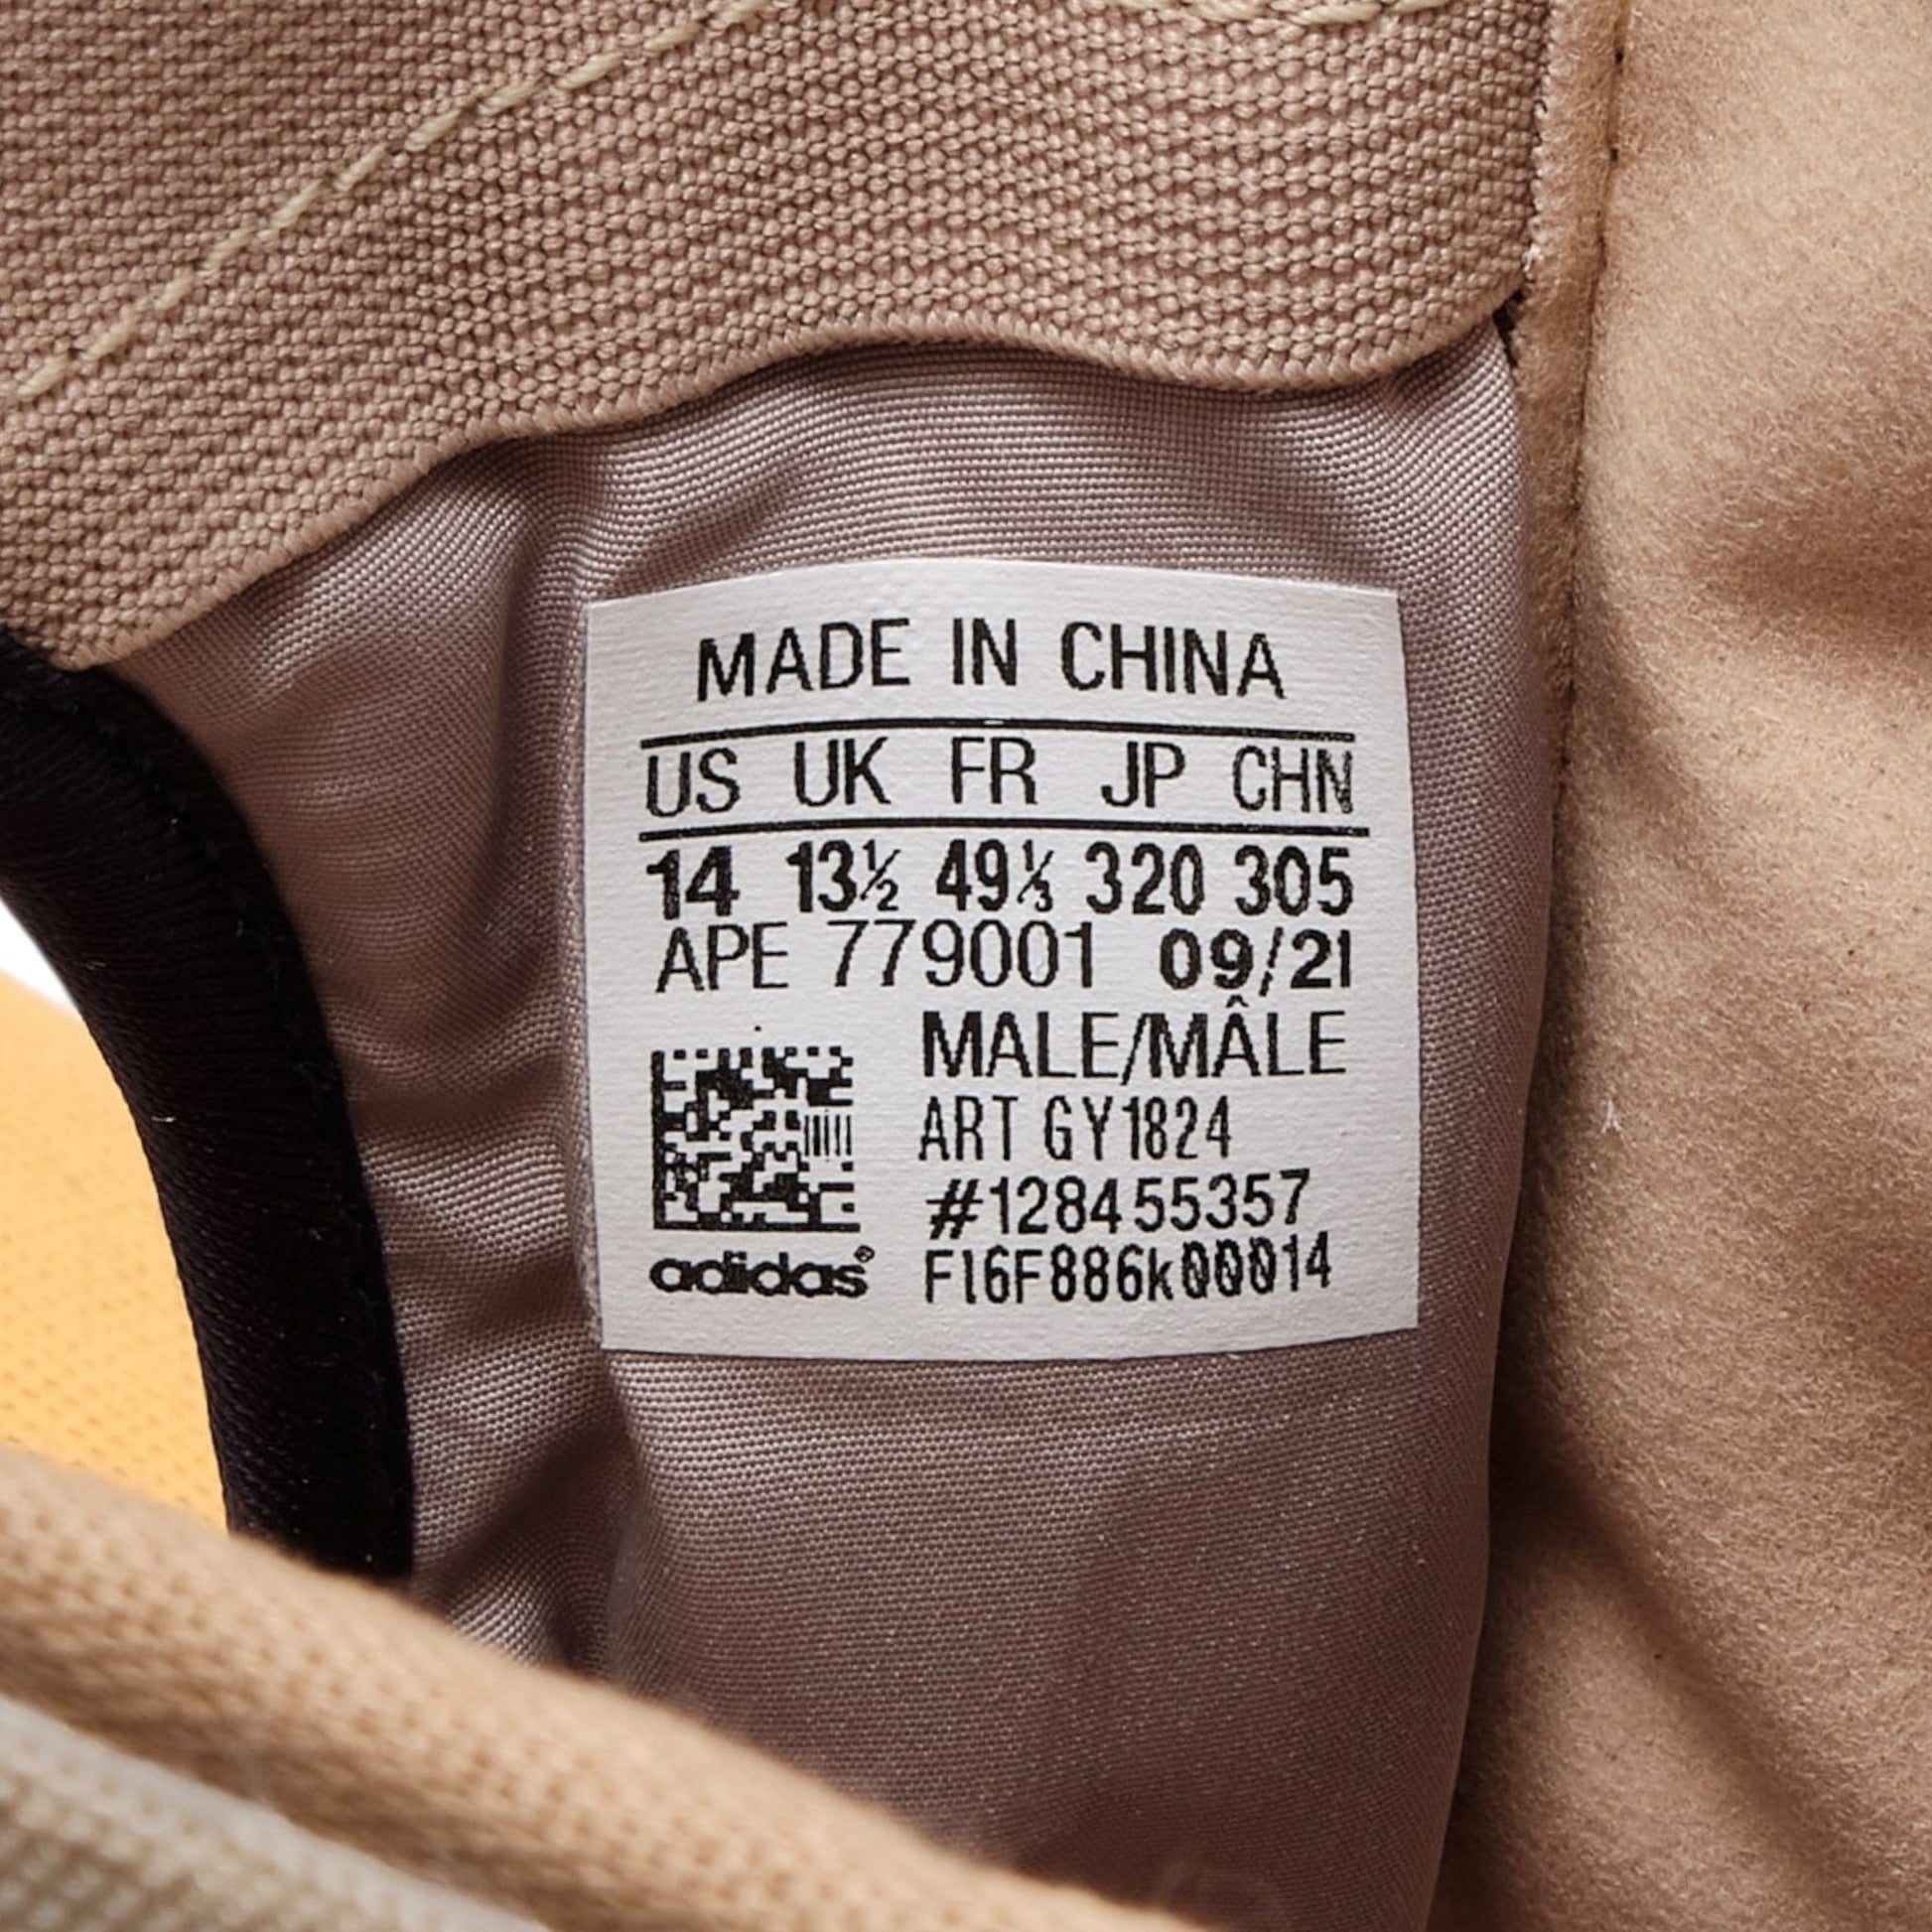 MADE IN CHINA
US UK FR JP CHN
14 13½ 49⅓ 320 305
APE 779001 09/21
MALE/MÂLE
ART GY1824
#128455357
adidas® F16F886k00014